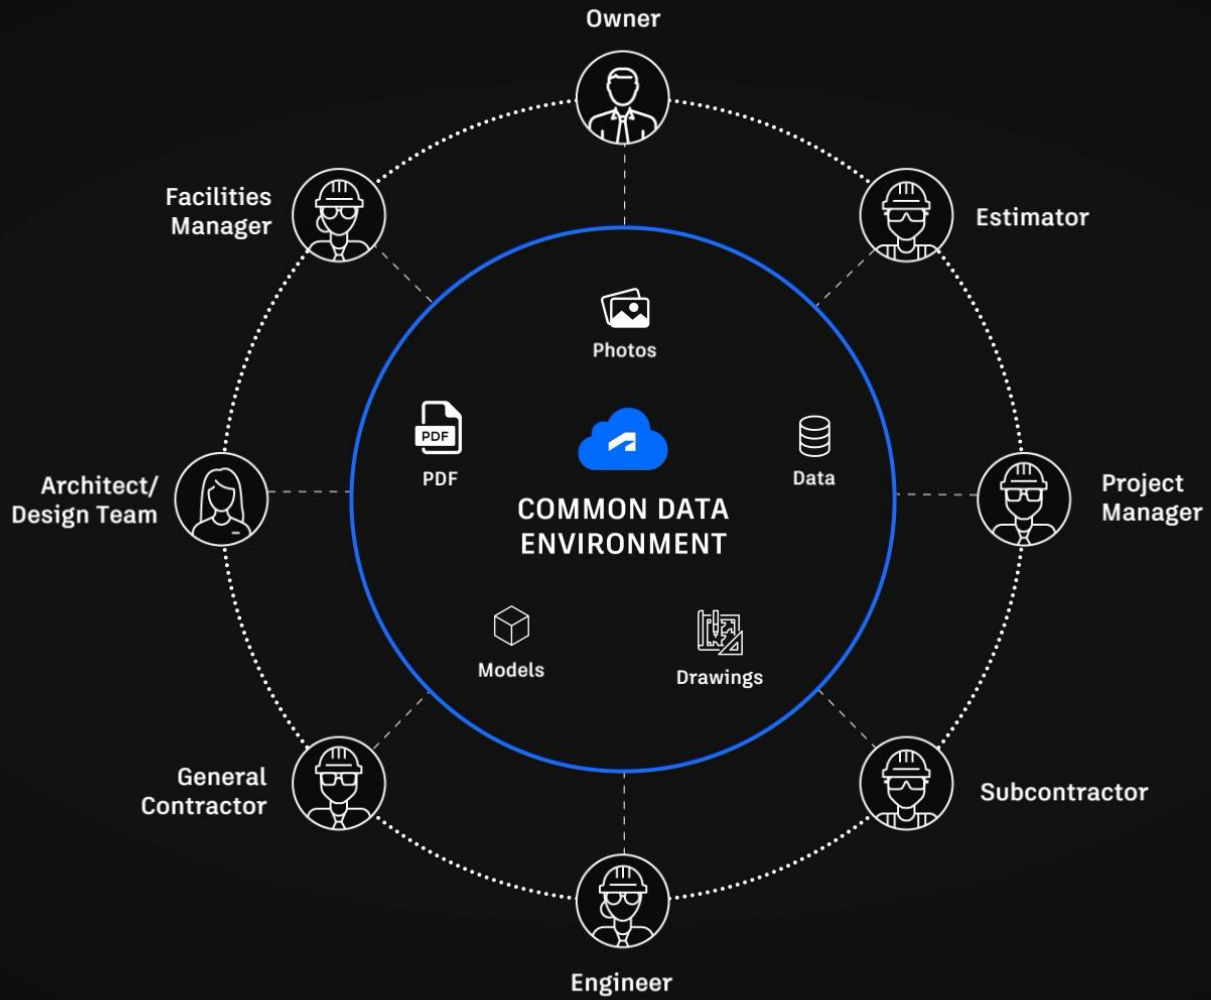 Owner
Facilities
Manager
Estimator
Photos
PDF
PDF
Data
Architect/
Design Team
COMMON DATA
ENVIRONMENT
Project
Manager
Models
Drawings
General
Contractor
Subcontractor
Engineer